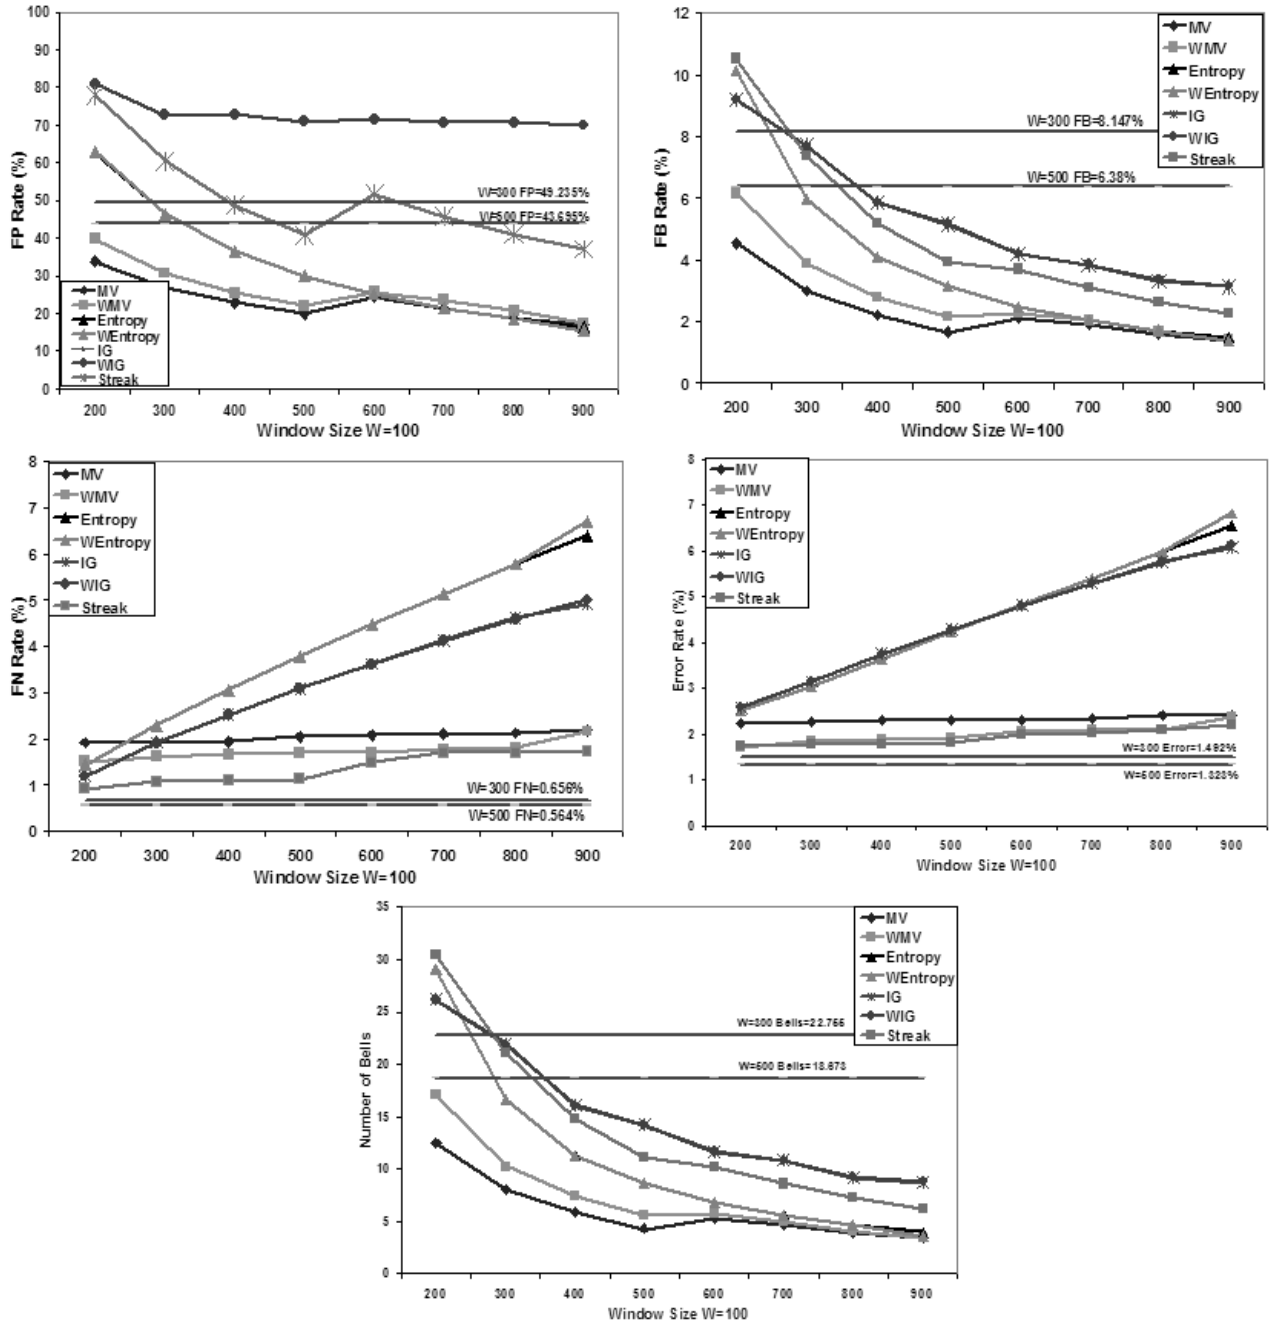 100
90
80
70
60
50
40
30
20
10
0
FP Rate (%)
W=300 FP=49.235%
W=500 FP=43.695%
MV
WMV
Entropy
WEntropy
IG
WIG
Streak
200 300 400 500 600 700 800 900
Window Size W=100
12
10
8
6
4
2
0
FB Rate (%)
MV
WMV
Entropy
WEntropy
IG
WIG
Streak
W=300 FB=8.147%
W=500 FB=6.38%
200 300 400 500 600 700 800 900
Window Size W=100
8
7
6
5
4
3
2
1
0
FN Rate (%)
MV
WMV
Entropy
WEntropy
IG
WIG
Streak
W=300 FN=0.656%
W=500 FN=0.564%
200 300 400 500 600 700 800 900
Window Size W=100
8
7
6
5
4
3
2
1
0
Error Rate (%)
MV
WMV
Entropy
WEntropy
IG
WIG
Streak
W=300 Error=1.492%
W=500 Error=1.323%
200 300 400 500 600 700 800 900
Window Size W=100
35
30
25
20
15
10
5
0
Number of Bells
MV
WMV
Entropy
WEntropy
IG
WIG
Streak
W=300 Bells=22.755
W=500 Bells=18.673
200 300 400 500 600 700 800 900
Window Size W=100